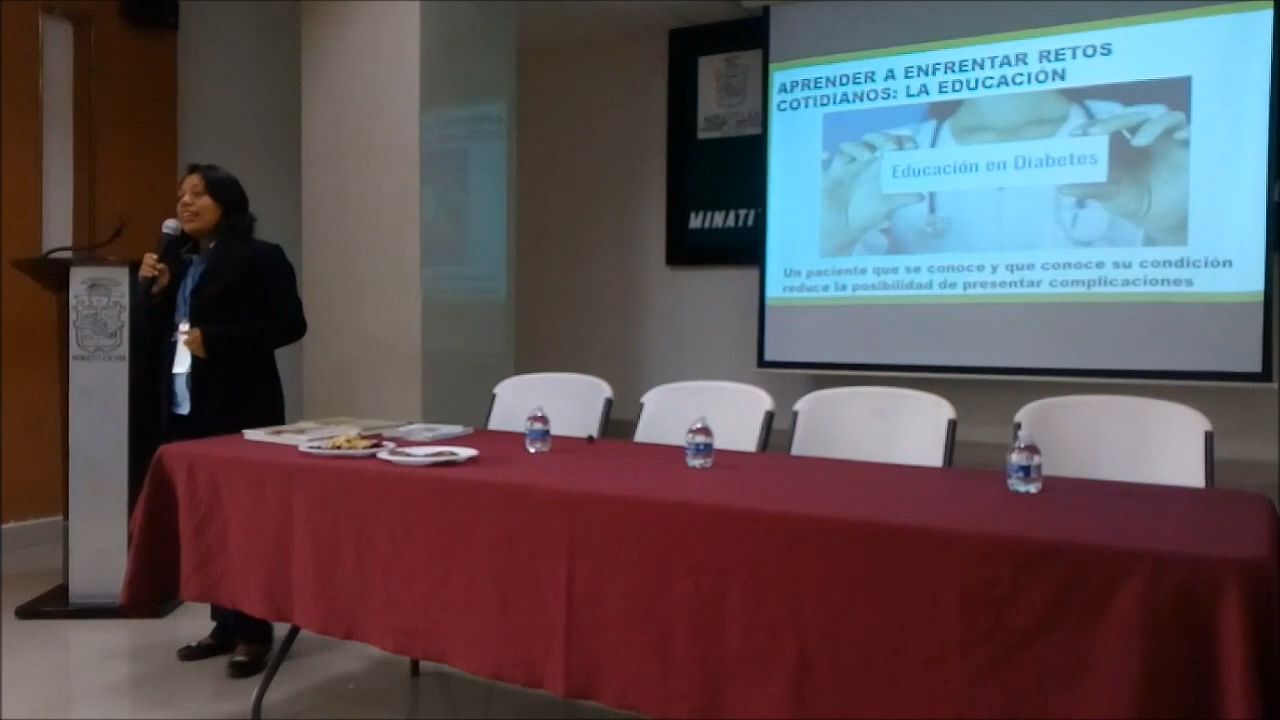 APRENDER A ENFRENTAR RETOS
COTIDIANOS: LA EDUCACIÓN
Educación en Diabetes
Un paciente que se conoce y que conoce su condición
reduce la posibilidad de presentar complicaciones
MINATI